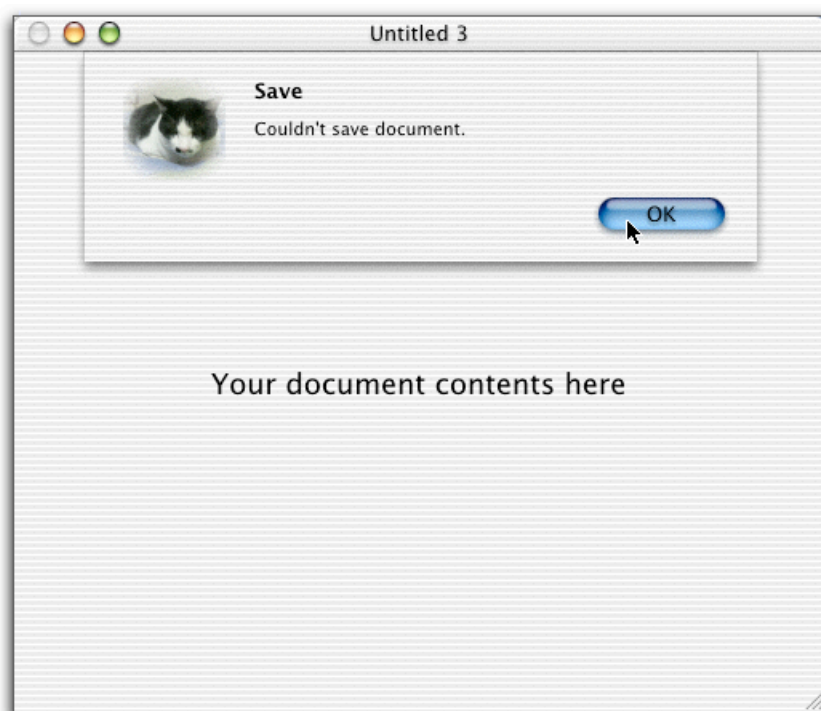 Untitled 3
Save
Couldn't save document.
OK
Your document contents here